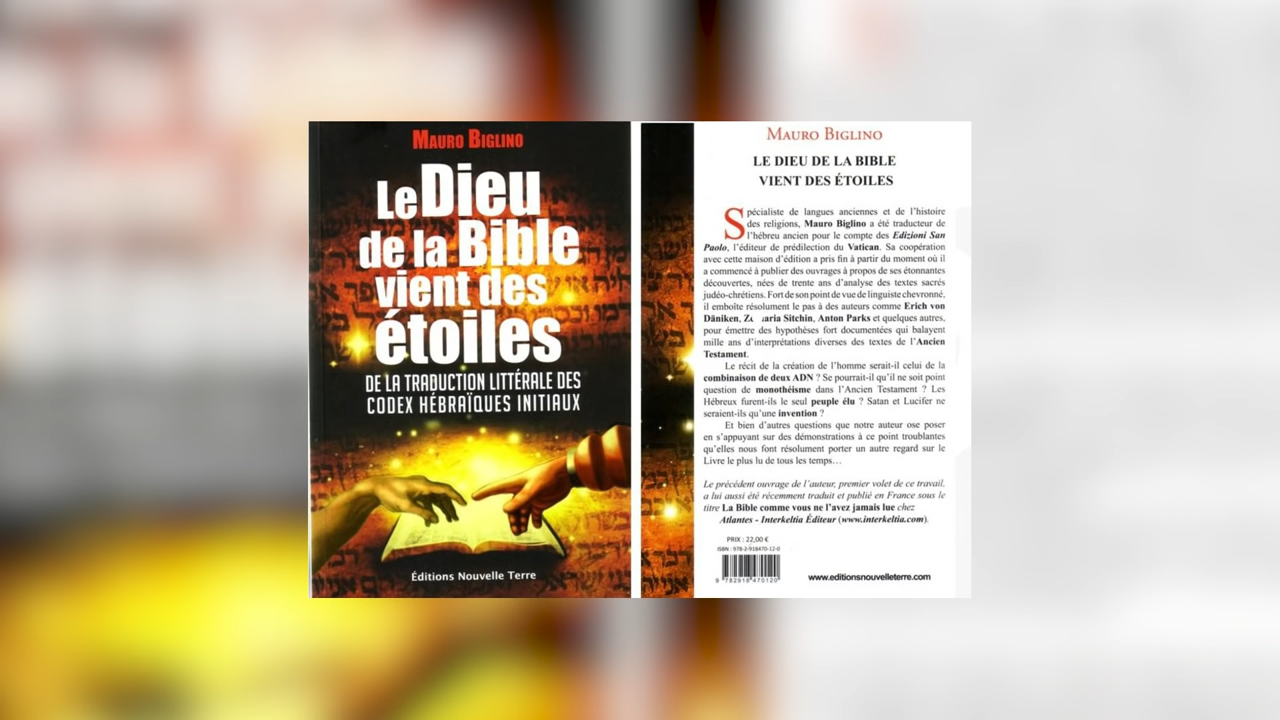 MAURO BIGLINO
Le Dieu
de la Bible
vient des
étoiles
DE LA TRADUCTION LITTÉRALE DES
CODEX HÉBRAÏQUES INITIAUX
Éditions Nouvelle Terre
MAURO BIGLINO
LE DIEU DE LA BIBLE
VIENT DES ÉTOILES
Spécialiste de langues anciennes et de l'histoire
des religions, Mauro Biglino a été traducteur de
l'hébreu ancien pour le compte des Edizioni San
Paolo, l'éditeur de prédilection du Vatican. Sa coopération
avec cette maison d'édition a pris fin à partir du moment où il
a commencé à publier des ouvrages à propos de ses étonnantes
découvertes, nées de trente ans d'analyse des textes sacrés
judéo-chrétiens. Fort de son point de vue de linguiste chevronné,
il emboîte résolument le pas à des auteurs comme Erich von
Däniken, Sitchin, Anton Parks et quelques autres,
pour émettre des hypothèses fort documentées qui balayent
mille ans d'interprétations diverses des textes de l'Ancien
Testament.
Le récit de la création de l'homme serait-il celui de la
combinaison de deux ADN ? Se pourrait-il qu'il ne soit point
question de monothéisme dans l'Ancien Testament ? Les
Hébreux furent-ils le seul peuple élu ? Satan et Lucifer ne
seraient-ils qu'une invention ?
Et bien d'autres questions que notre auteur ose poser
en s'appuyant sur des démonstrations à ce point troublantes
qu'elles nous font résolument porter un autre regard sur le
Livre le plus lu de tous les temps…
Le précédent ouvrage de l'auteur, premier volet de ce travail,
a lui aussi été récemment traduit et publié en France sous le
titre La Bible comme vous ne l'avez jamais lue chez
Atlantes - Interkeltia Éditeur (www.interkeltia.com).
PRIX : 22,00 €
ISBN : 978-2-918470-12-0
9 782918 470120
www.editionsnouvelleterre.com